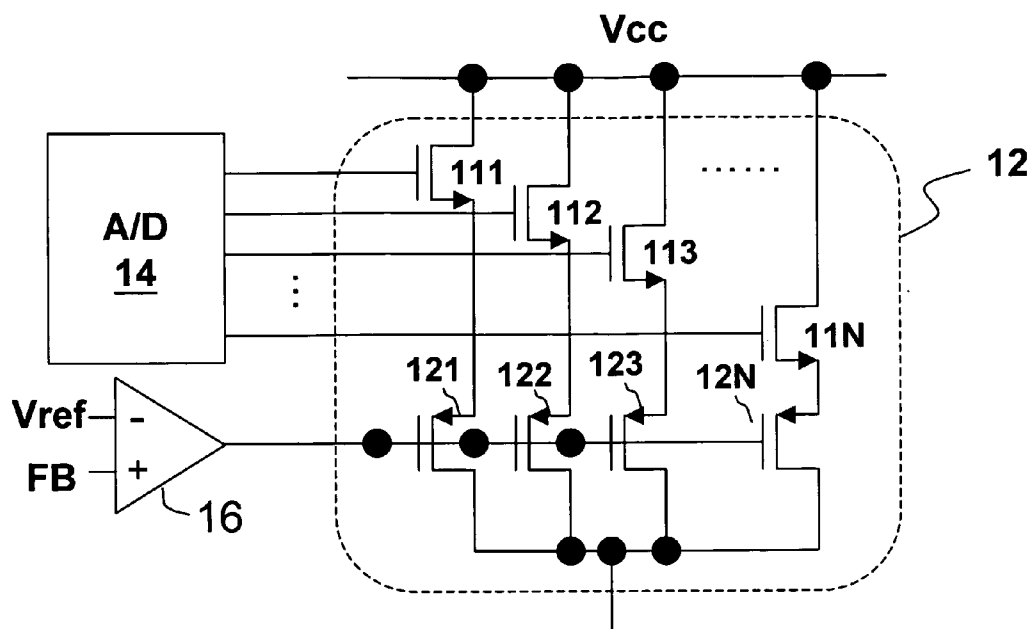 Vcc
12
111
112
113
......
A/D
14
...
11N
121
122
123
12N
Vref
-
FB
+
16